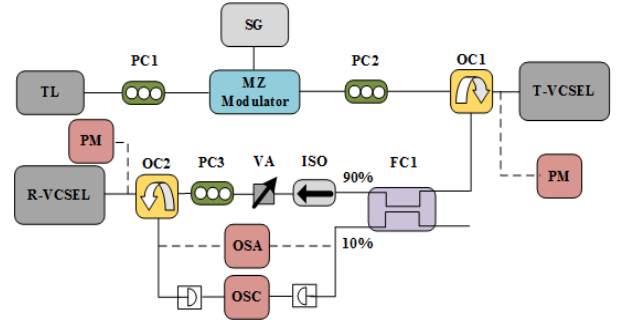 SG
PC1
PC2
OC1
TL
MZ
Modulator
T-VCSEL
PM
OC2
PC3
VA
ISO
90%
FC1
PM
R-VCSEL
OSA
10%
OSC